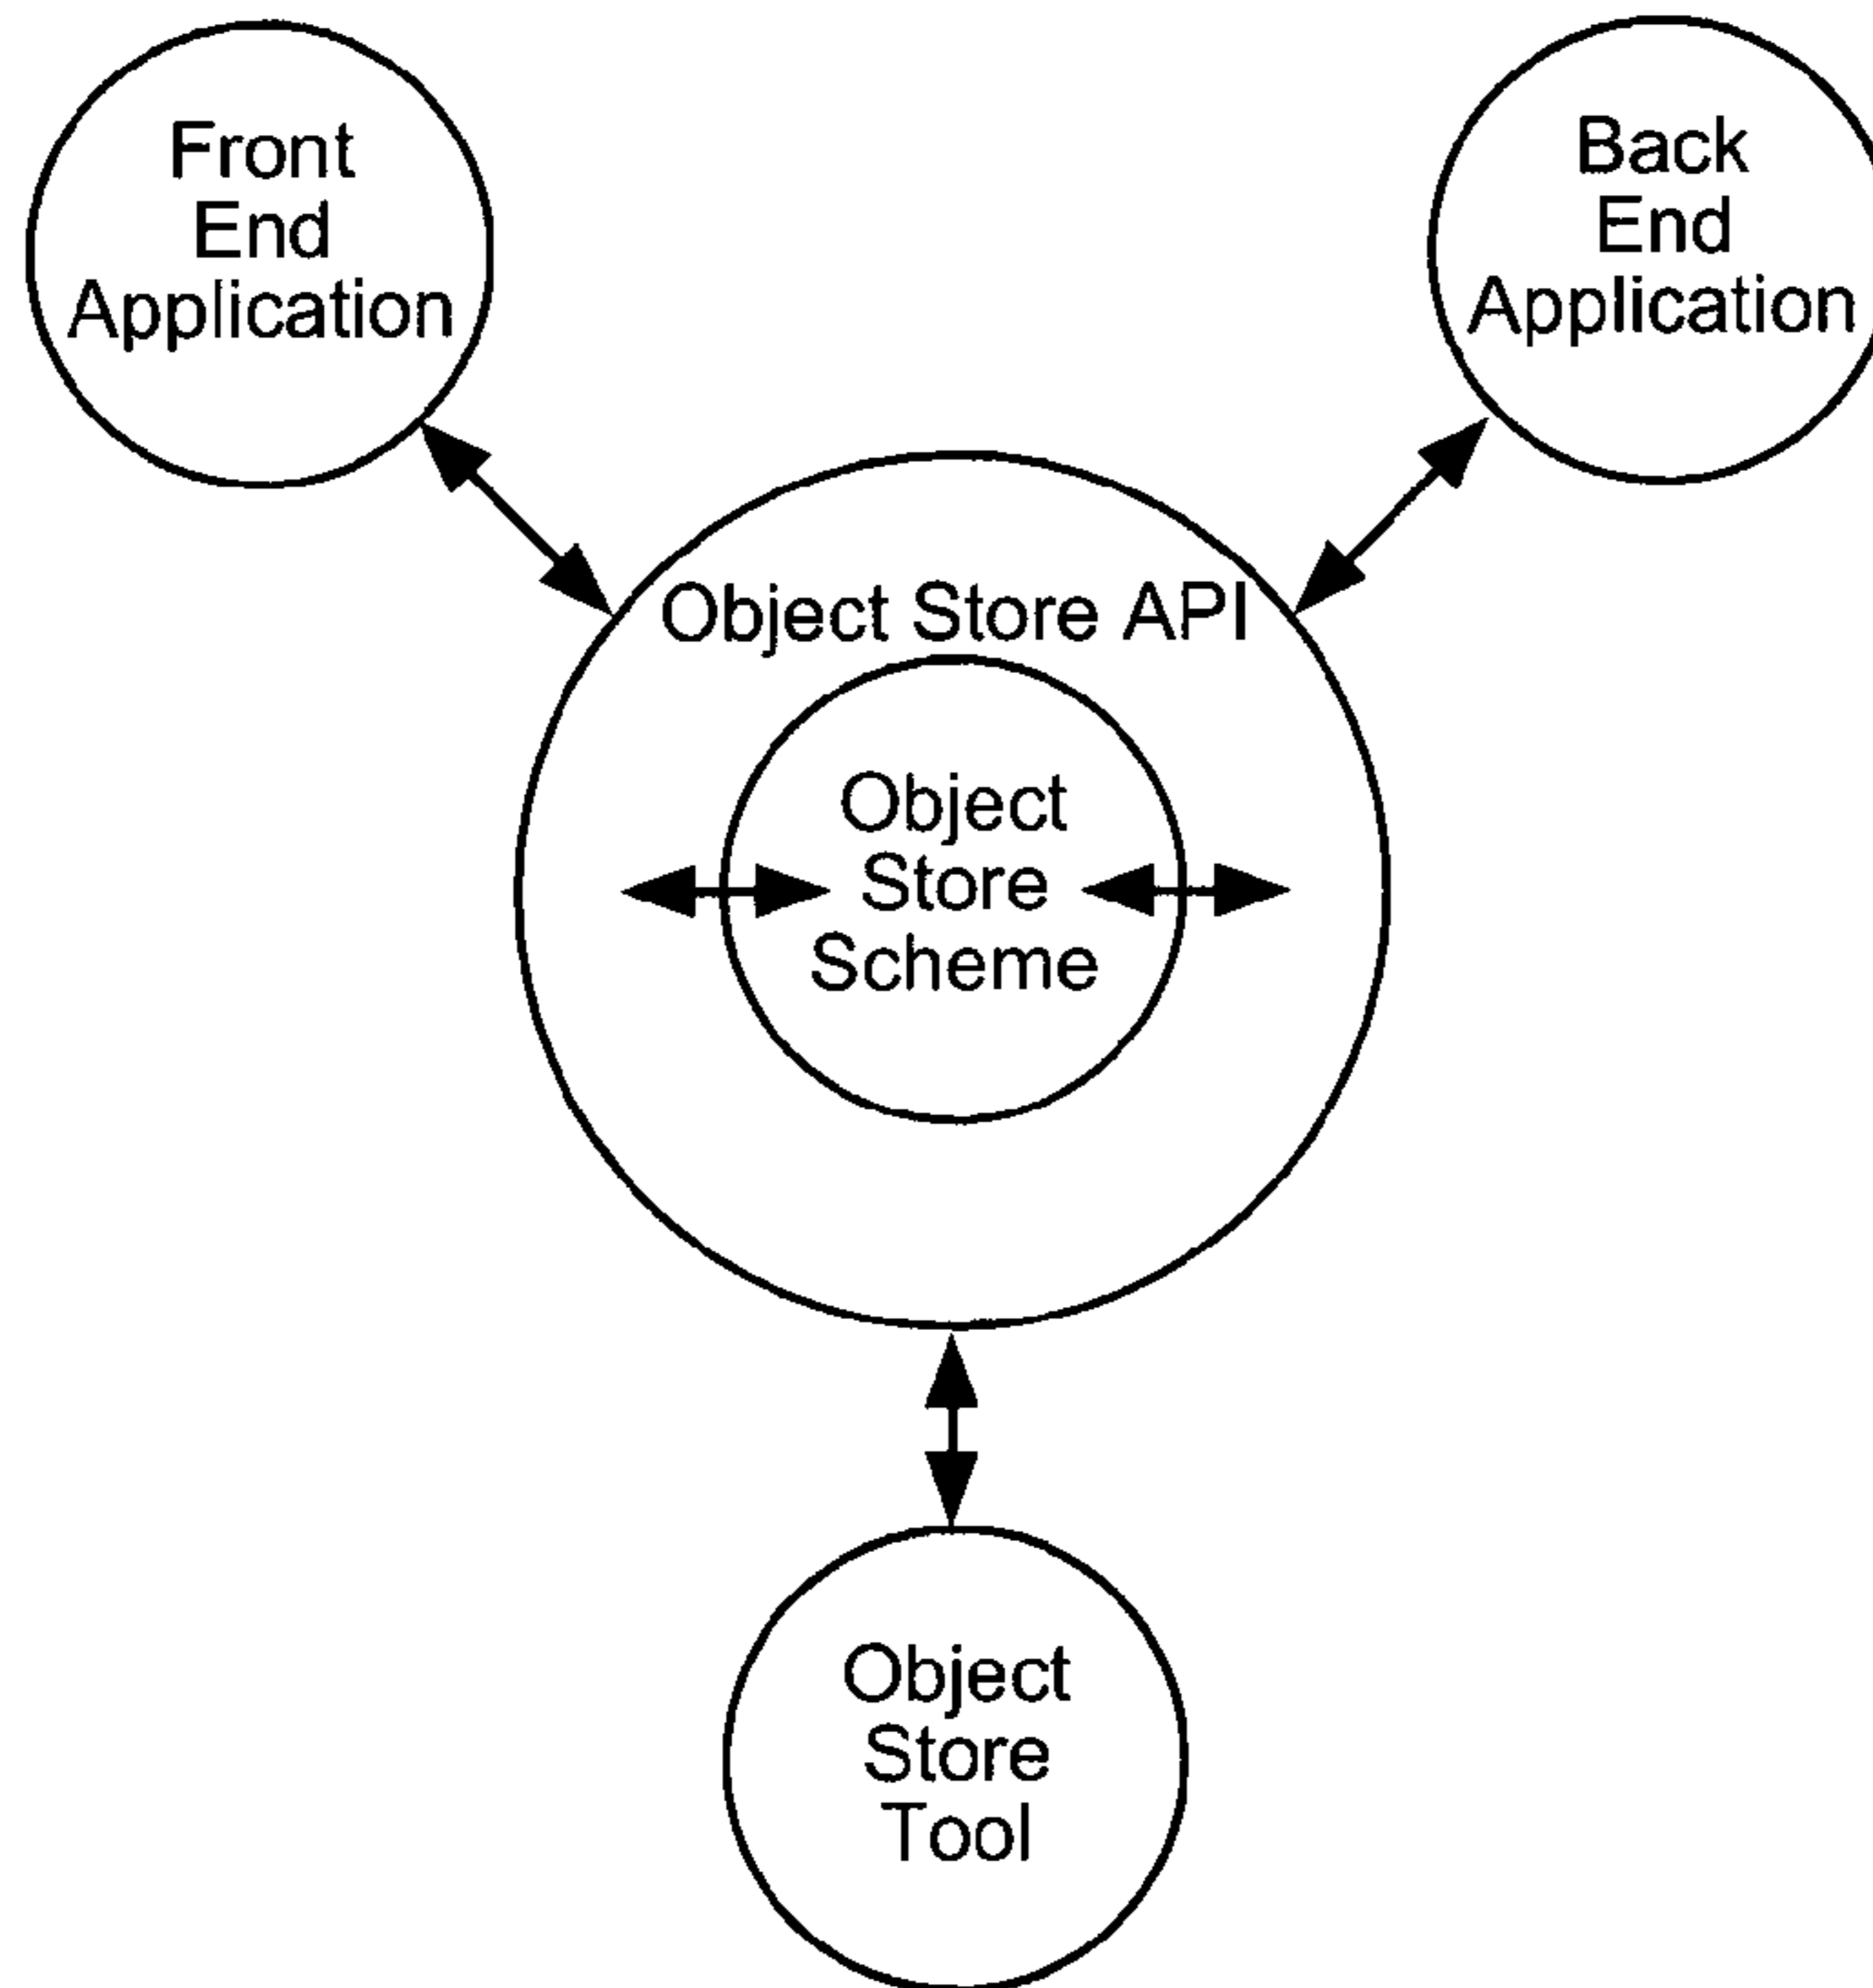 Front
End
Application
Back
End
Application
Object Store API
Object
Store
Scheme
Object
Store
Tool